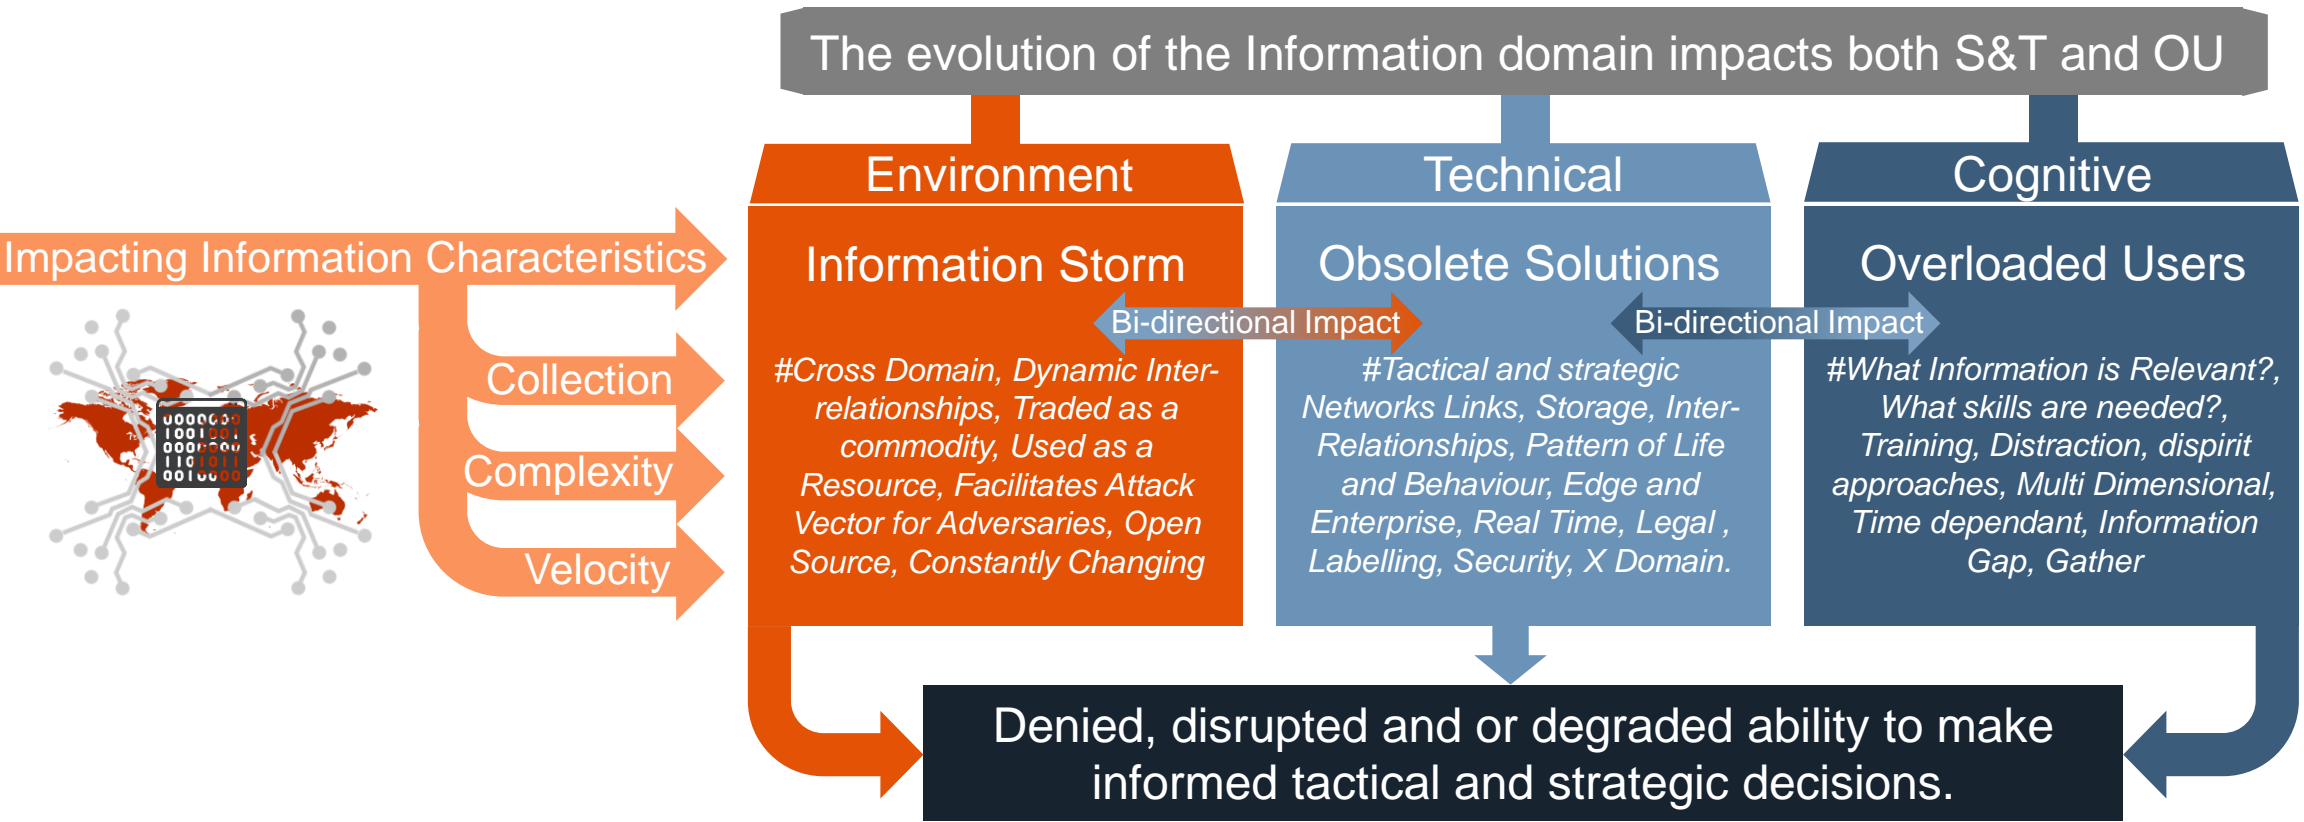 The evolution of the Information domain impacts both S&T and OU
Impacting Information Characteristics
Collection
Complexity
Velocity
Environment
Information Storm
#Cross Domain, Dynamic Inter-
relationships, Traded as a
commodity, Used as a
Resource, Facilitates Attack
Vector for Adversaries, Open
Source, Constantly Changing
Bi-directional Impact
Technical
Obsolete Solutions
#Tactical and strategic
Networks Links, Storage, Inter-
Relationships, Pattern of Life
and Behaviour, Edge and
Enterprise, Real Time, Legal ,
Labelling, Security, X Domain.
Bi-directional Impact
Cognitive
Overloaded Users
#What Information is Relevant?,
What skills are needed?,
Training, Distraction, dispirit
approaches, Multi Dimensional,
Time dependant, Information
Gap, Gather
Denied, disrupted and or degraded ability to make
informed tactical and strategic decisions.